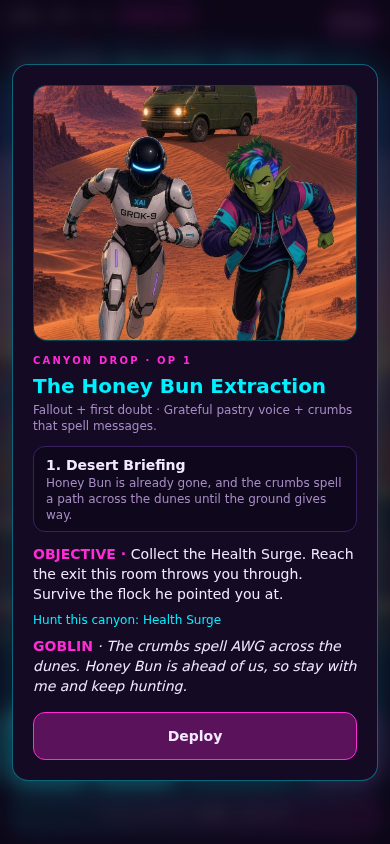 XAI
GROK-9
CANYON DROP · OP 1
The Honey Bun Extraction
Fallout + first doubt · Grateful pastry voice + crumbs
that spell messages.
1. Desert Briefing
Honey Bun is already gone, and the crumbs spell
a path across the dunes until the ground gives
way.
OBJECTIVE · Collect the Health Surge. Reach
the exit this room throws you through.
Survive the flock he pointed you at.
Hunt this canyon: Health Surge
GOBLIN · The crumbs spell AWG across the
dunes. Honey Bun is ahead of us, so stay with
me and keep hunting.
Deploy